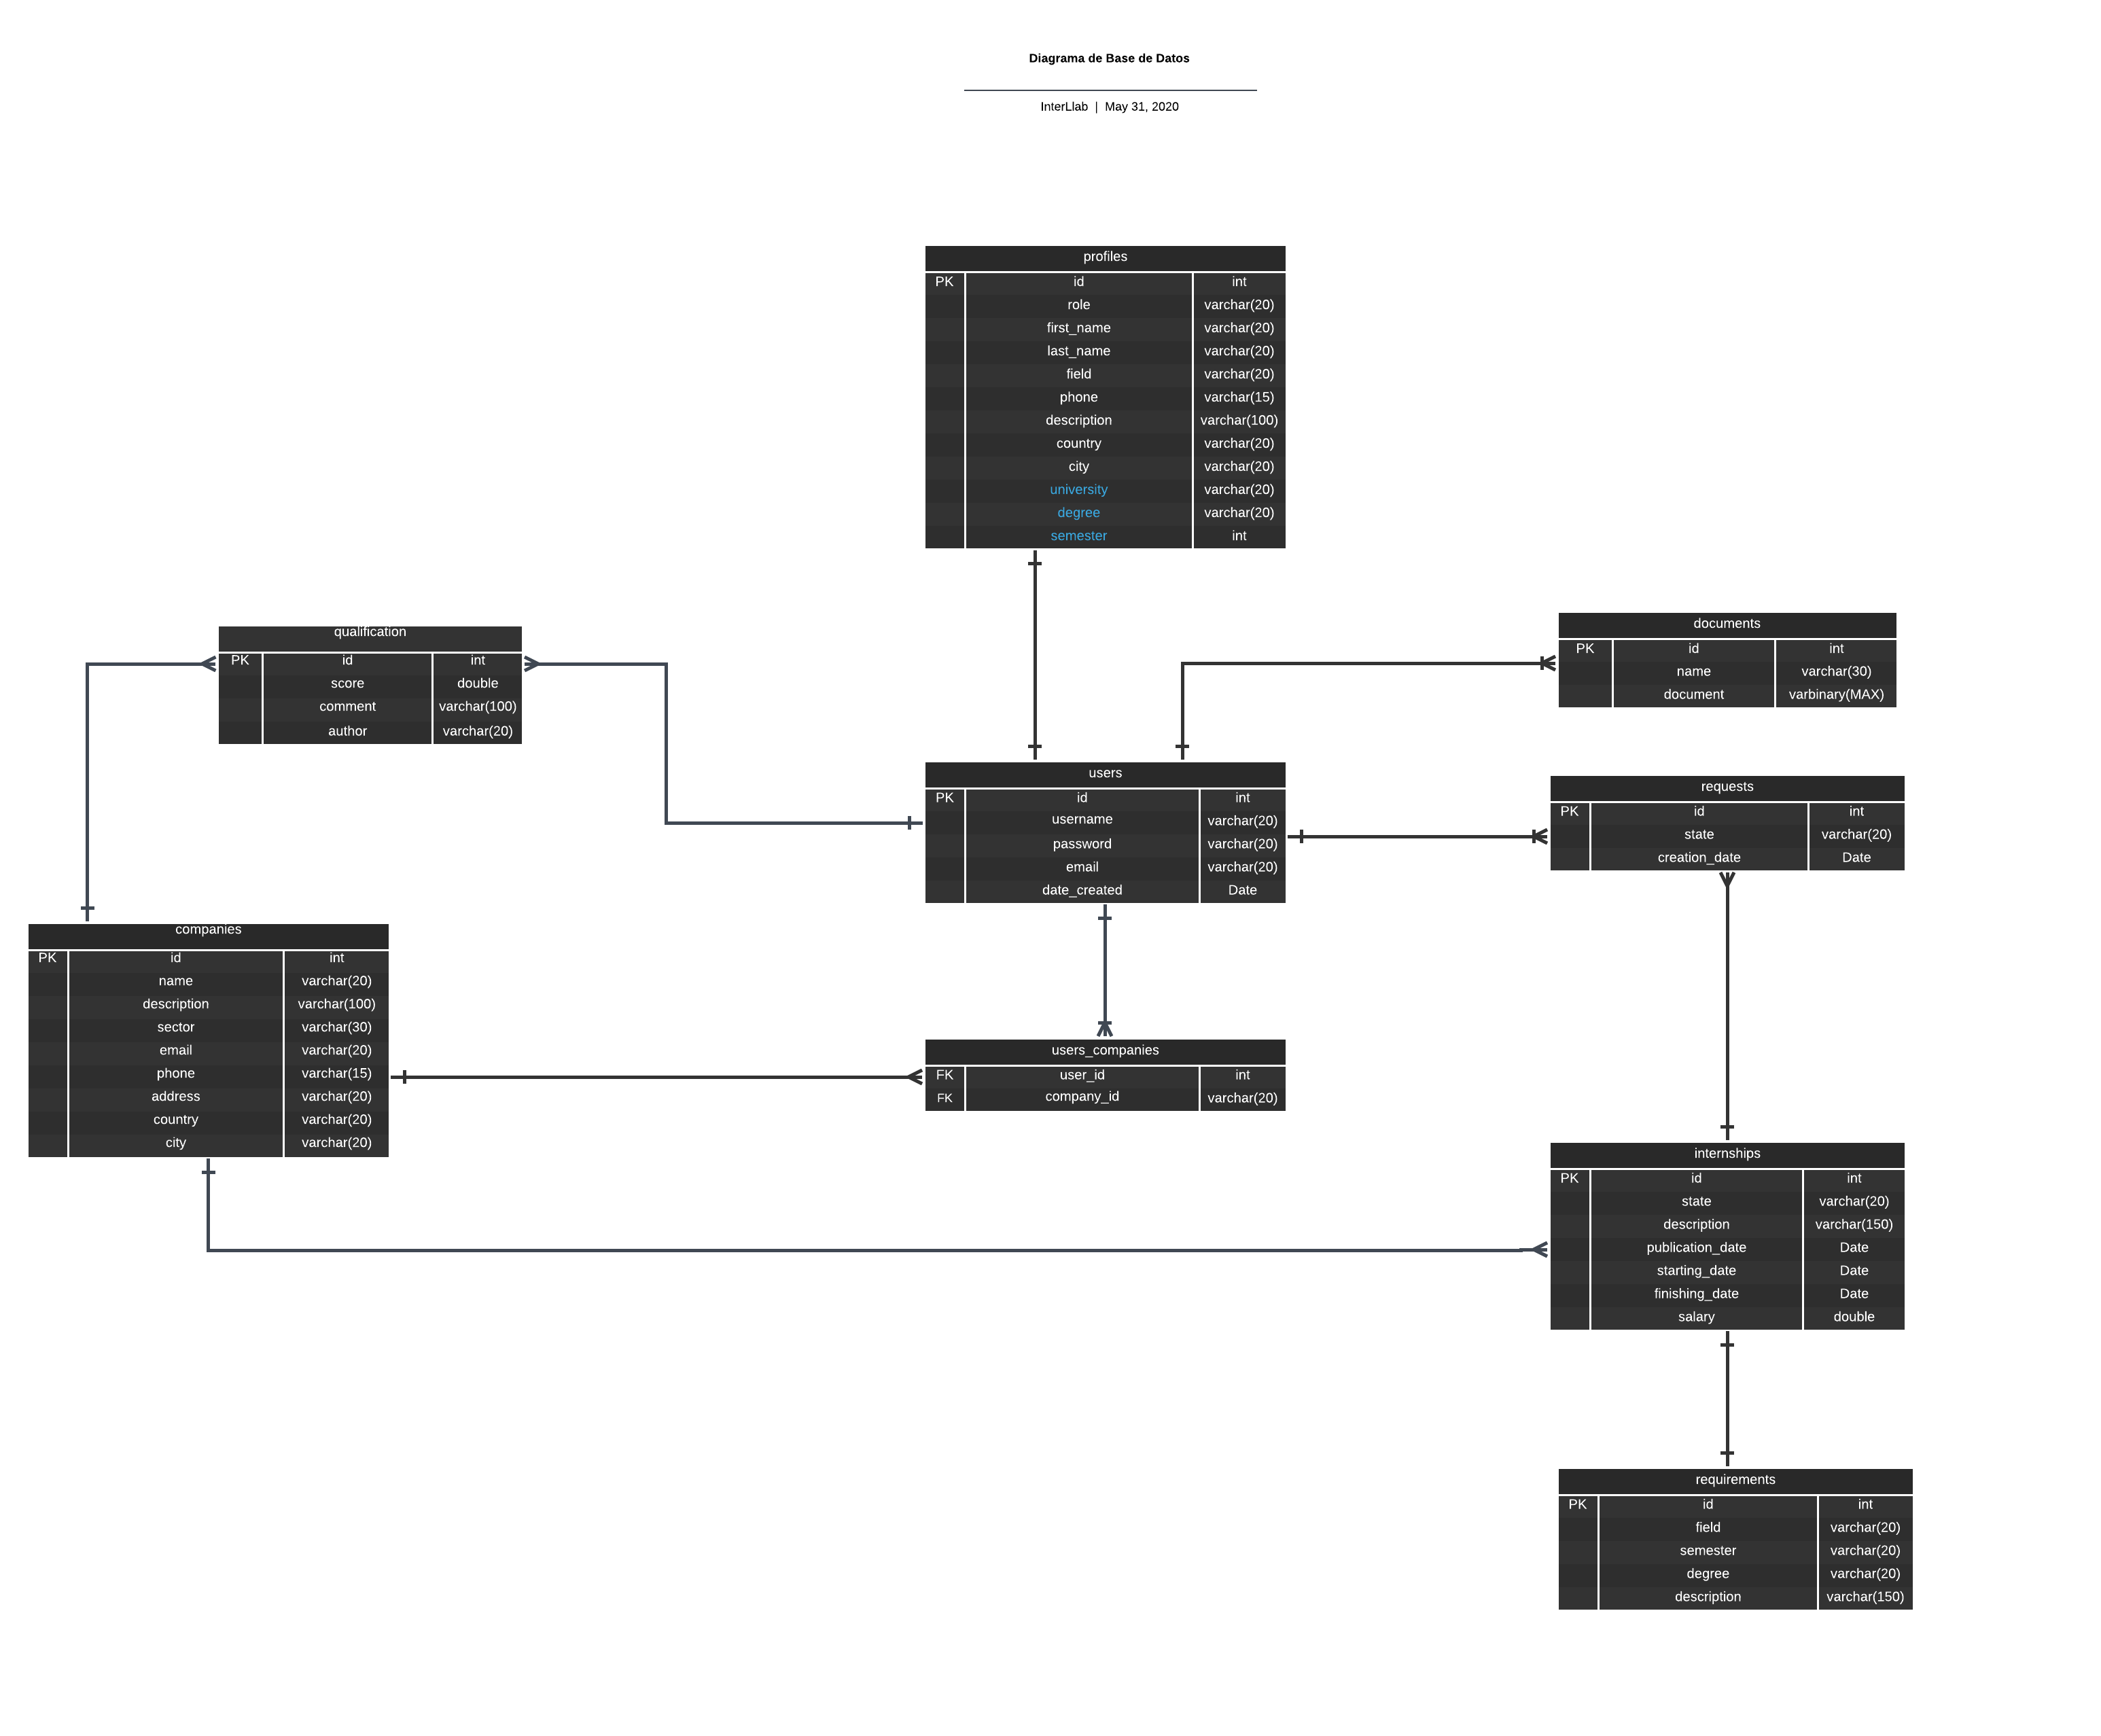 Diagrama de Base de Datos
InterLlab | May 31, 2020
profiles
PK id int
role varchar(20)
first_name varchar(20)
last_name varchar(20)
field varchar(20)
phone varchar(15)
description varchar(100)
country varchar(20)
city varchar(20)
university varchar(20)
degree varchar(20)
semester int
qualification
PK id int
score double
comment varchar(100)
author varchar(20)
documents
PK id int
name varchar(30)
document varbinary(MAX)
users
PK id int
username varchar(20)
password varchar(20)
email varchar(20)
date_created Date
requests
PK id int
state varchar(20)
creation_date Date
companies
PK id int
name varchar(20)
description varchar(100)
sector varchar(30)
email varchar(20)
phone varchar(15)
address varchar(20)
country varchar(20)
city varchar(20)
users_companies
FK user_id int
FK company_id varchar(20)
internships
PK id int
state varchar(20)
description varchar(150)
publication_date Date
starting_date Date
finishing_date Date
salary double
requirements
PK id int
field varchar(20)
semester varchar(20)
degree varchar(20)
description varchar(150)